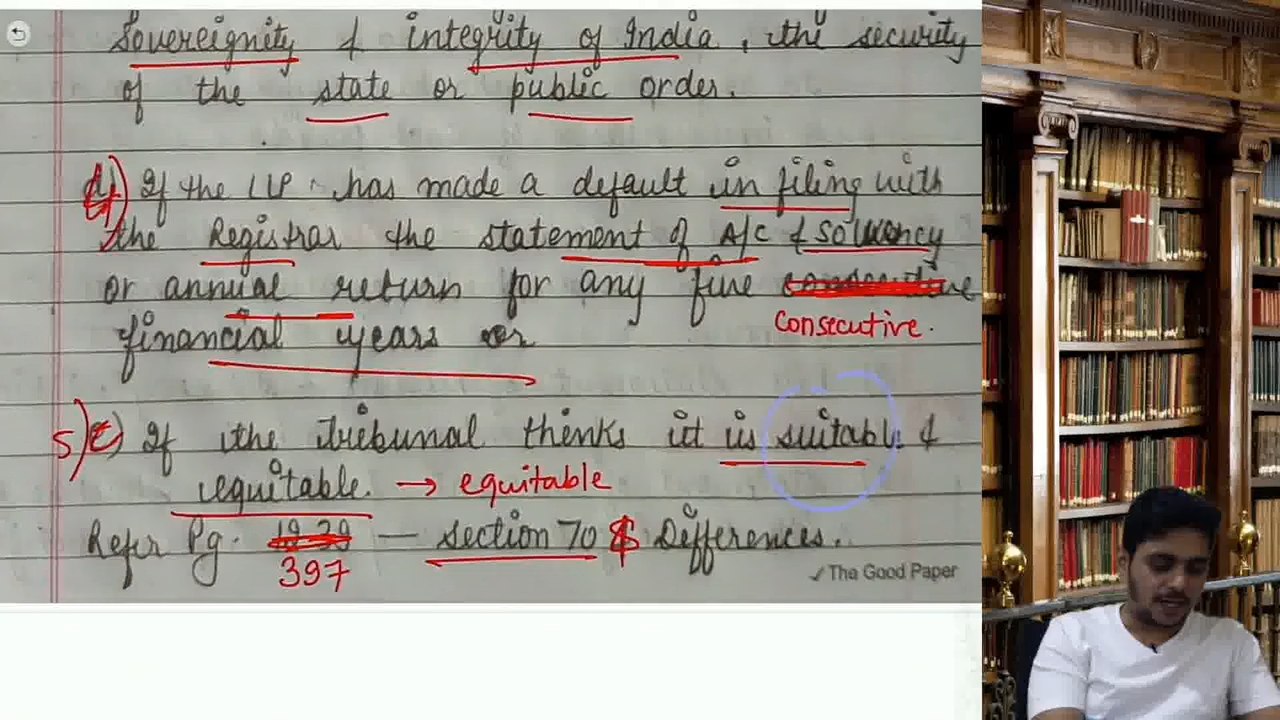 Sovereignity & integrity of India, the security
of the state or public order.
d) If the LLP has made a default in filing with
the Registrar the statement of A/c & solvency
or annual return for any five consecutive
consecutive.
financial years or
5) e) If the tribunal thinks it is suitable &
equitable. → equitable
Refer Pg. — section 70 & Differences.
397
✓ The Good Paper